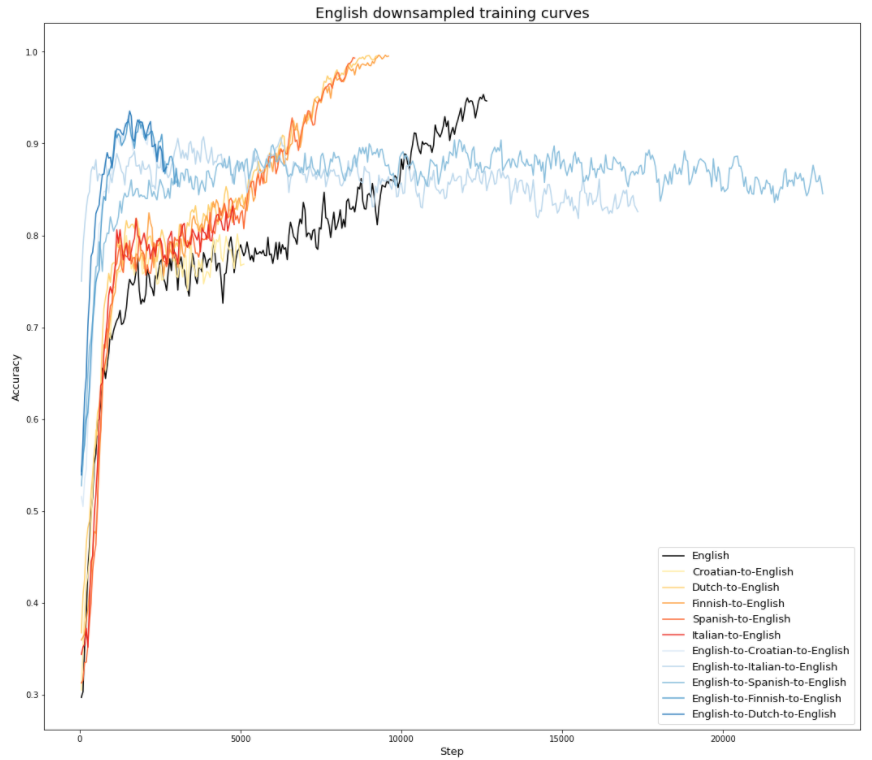 English downsampled training curves
1.0
0.9
0.8
0.7
0.6
0.5
0.4
0.3
Accuracy
0
5000
10000
15000
20000
Step
English
Croatian-to-English
Dutch-to-English
Finnish-to-English
Spanish-to-English
Italian-to-English
English-to-Croatian-to-English
English-to-Italian-to-English
English-to-Spanish-to-English
English-to-Finnish-to-English
English-to-Dutch-to-English